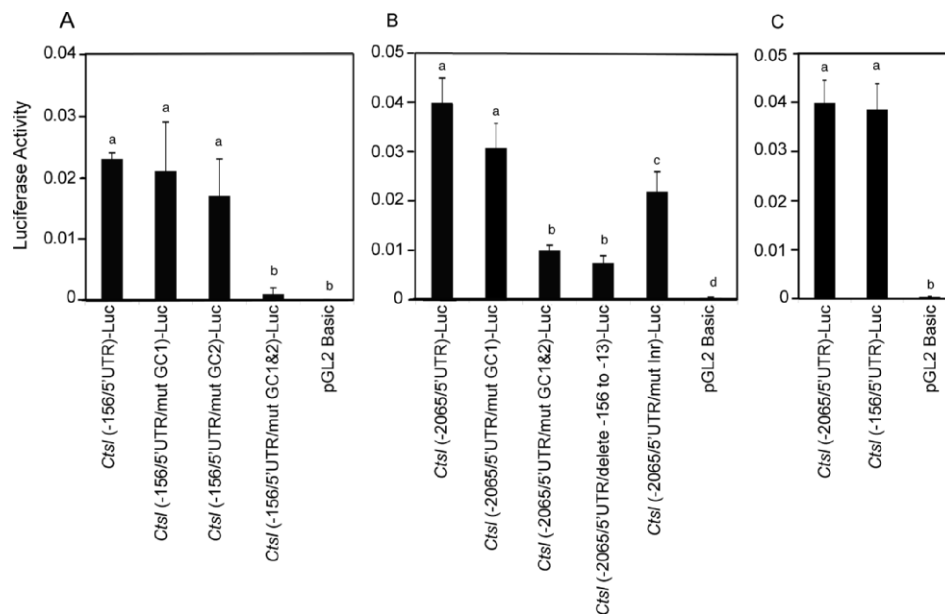 A
B
C
0.04
0.03
0.02
0.01
0
Luciferase Activity
a
a
a
b
b
Ctsl (-156/5'UTR)-Luc
Ctsl (-156/5'UTR/mut GC1)-Luc
Ctsl (-156/5'UTR/mut GC2)-Luc
Ctsl (-156/5'UTR/mut GC1&2)-Luc
pGL2 Basic
0.05
0.04
0.03
0.02
0.01
0
a
a
b
b
c
d
Ctsl (-2065/5'UTR)-Luc
Ctsl (-2065/5'UTR/mut GC1)-Luc
Ctsl (-2065/5'UTR/mut GC1&2)-Luc
Ctsl (-2065/5'UTR/delete -156 to -13)-Luc
Ctsl (-2065/5'UTR/mut Inr)-Luc
pGL2 Basic
0.05
0.04
0.03
0.02
0.01
0
a
a
b
Ctsl (-2065/5'UTR)-Luc
Ctsl (-156/5'UTR)-Luc
pGL2 Basic